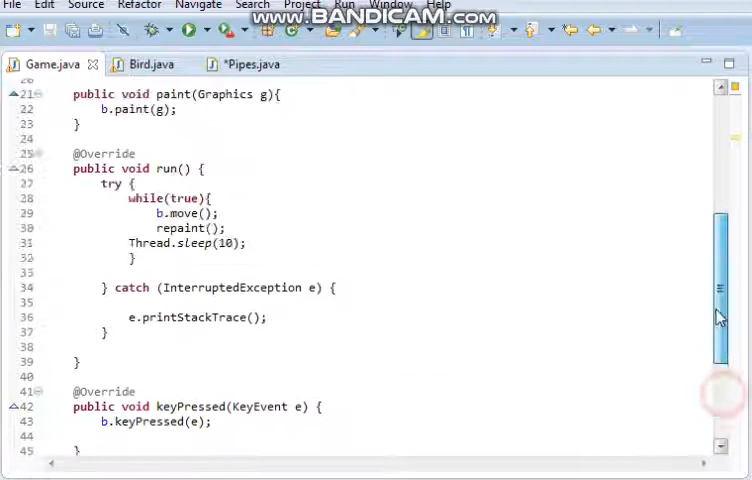 File Edit Source Refactor Navigate Search Project Run Window Help
www.BANDICAM.com
Game.java Bird.java *Pipes.java
20
21 public void paint(Graphics g){
22 b.paint(g);
23 }
24
25 @Override
26 public void run() {
27 try {
28 while(true){
29 b.move();
30 repaint();
31 Thread.sleep(10);
32 }
33
34 } catch (InterruptedException e) {
35
36 e.printStackTrace();
37 }
38
39 }
40
41 @Override
42 public void keyPressed(KeyEvent e) {
43 b.keyPressed(e);
44
45 }